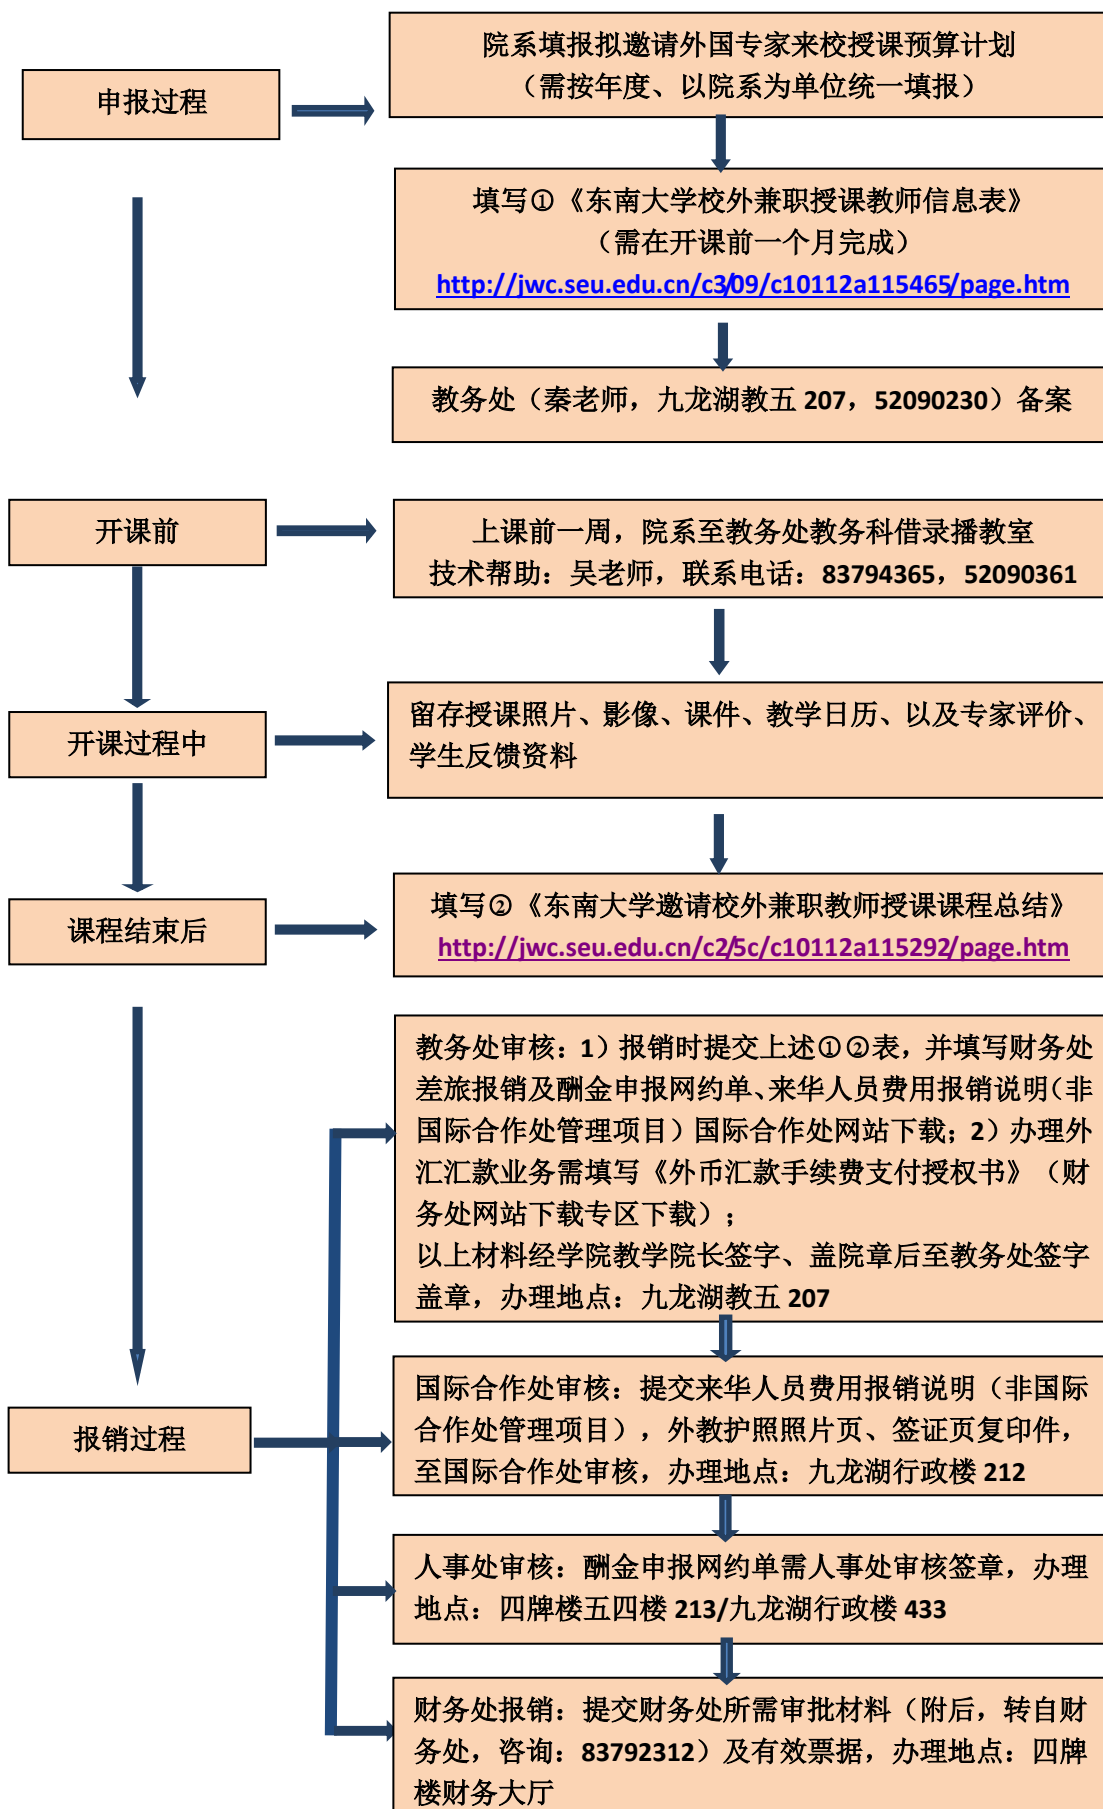 申报过程
院系填报拟邀请外国专家来校授课预算计划
（需按年度、以院系为单位统一填报）
填写①《东南大学校外兼职授课教师信息表》
（需在开课前一个月完成）
http://jwc.seu.edu.cn/c3/09/c10112a115465/page.htm
教务处（秦老师，九龙湖教五 207，52090230）备案
开课前
上课前一周，院系至教务处教务科借录播教室
技术帮助：吴老师，联系电话：83794365，52090361
开课过程中
留存授课照片、影像、课件、教学日历、以及专家评价、
学生反馈资料
课程结束后
填写②《东南大学邀请校外兼职教师授课课程总结》
http://jwc.seu.edu.cn/c2/5c/c10112a115292/page.htm
报销过程
教务处审核：1）报销时提交上述①②表，并填写财务处
差旅报销及酬金申报网约单、来华人员费用报销说明（非
国际合作处管理项目）国际合作处网站下载；2）办理外
汇汇款业务需填写《外币汇款手续费支付授权书》（财
务处网站下载专区下载）；
以上材料经学院教学院长签字、盖院章后至教务处签字
盖章，办理地点：九龙湖教五 207
国际合作处审核：提交来华人员费用报销说明（非国际
合作处管理项目），外教护照照片页、签证页复印件，
至国际合作处审核，办理地点：九龙湖行政楼 212
人事处审核：酬金申报网约单需人事处审核签章，办理
地点：四牌楼五四楼 213/九龙湖行政楼 433
财务处报销：提交财务处所需审批材料（附后，转自财
务处，咨询：83792312）及有效票据，办理地点：四牌
楼财务大厅